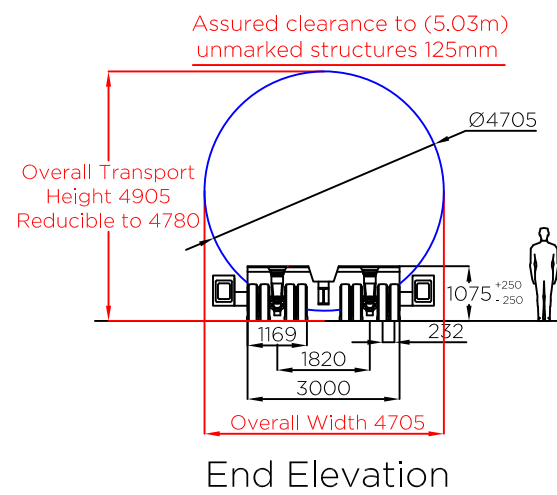 Assured clearance to (5.03m)
unmarked structures 125mm
Ø4705
Overall Transport
Height 4905
Reducible to 4780
1075 +250
-250
1169
232
1820
3000
Overall Width 4705
End Elevation